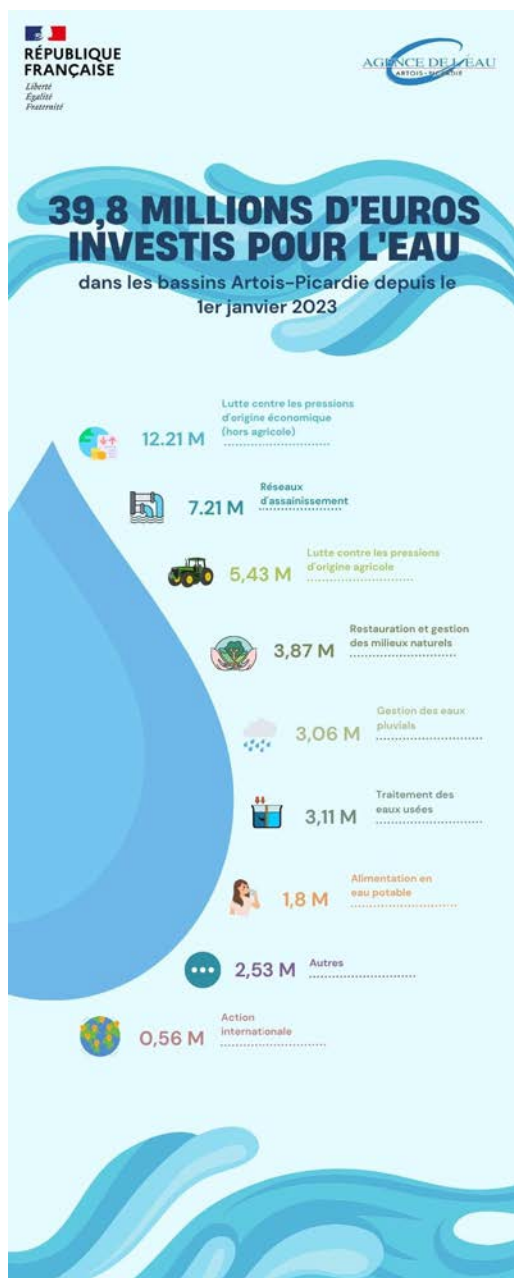 RÉPUBLIQUE
FRANÇAISE
Liberté
Égalité
Fraternité
AGENCE DE L'EAU
ARTOIS-PICARDIE
39,8 MILLIONS D'EUROS
INVESTIS POUR L'EAU
dans les bassins Artois-Picardie depuis le
1er janvier 2023
12.21 M
Lutte centre les pressions
d'origine économique
(hors agricole)
7.21 M
Réseaux
d'assainissement
5,43 M
Lutte contre les pressions
d'origine agricole
3,87 M
Restauration et gestion
des milieux naturels
3,06 M
Gestion des eaux
pluvials
3,11 M
Traitement des
eaux usées
1,8 M
Alimentation en
eau potable
2,53 M
Autres
0,56 M
Action
internationale